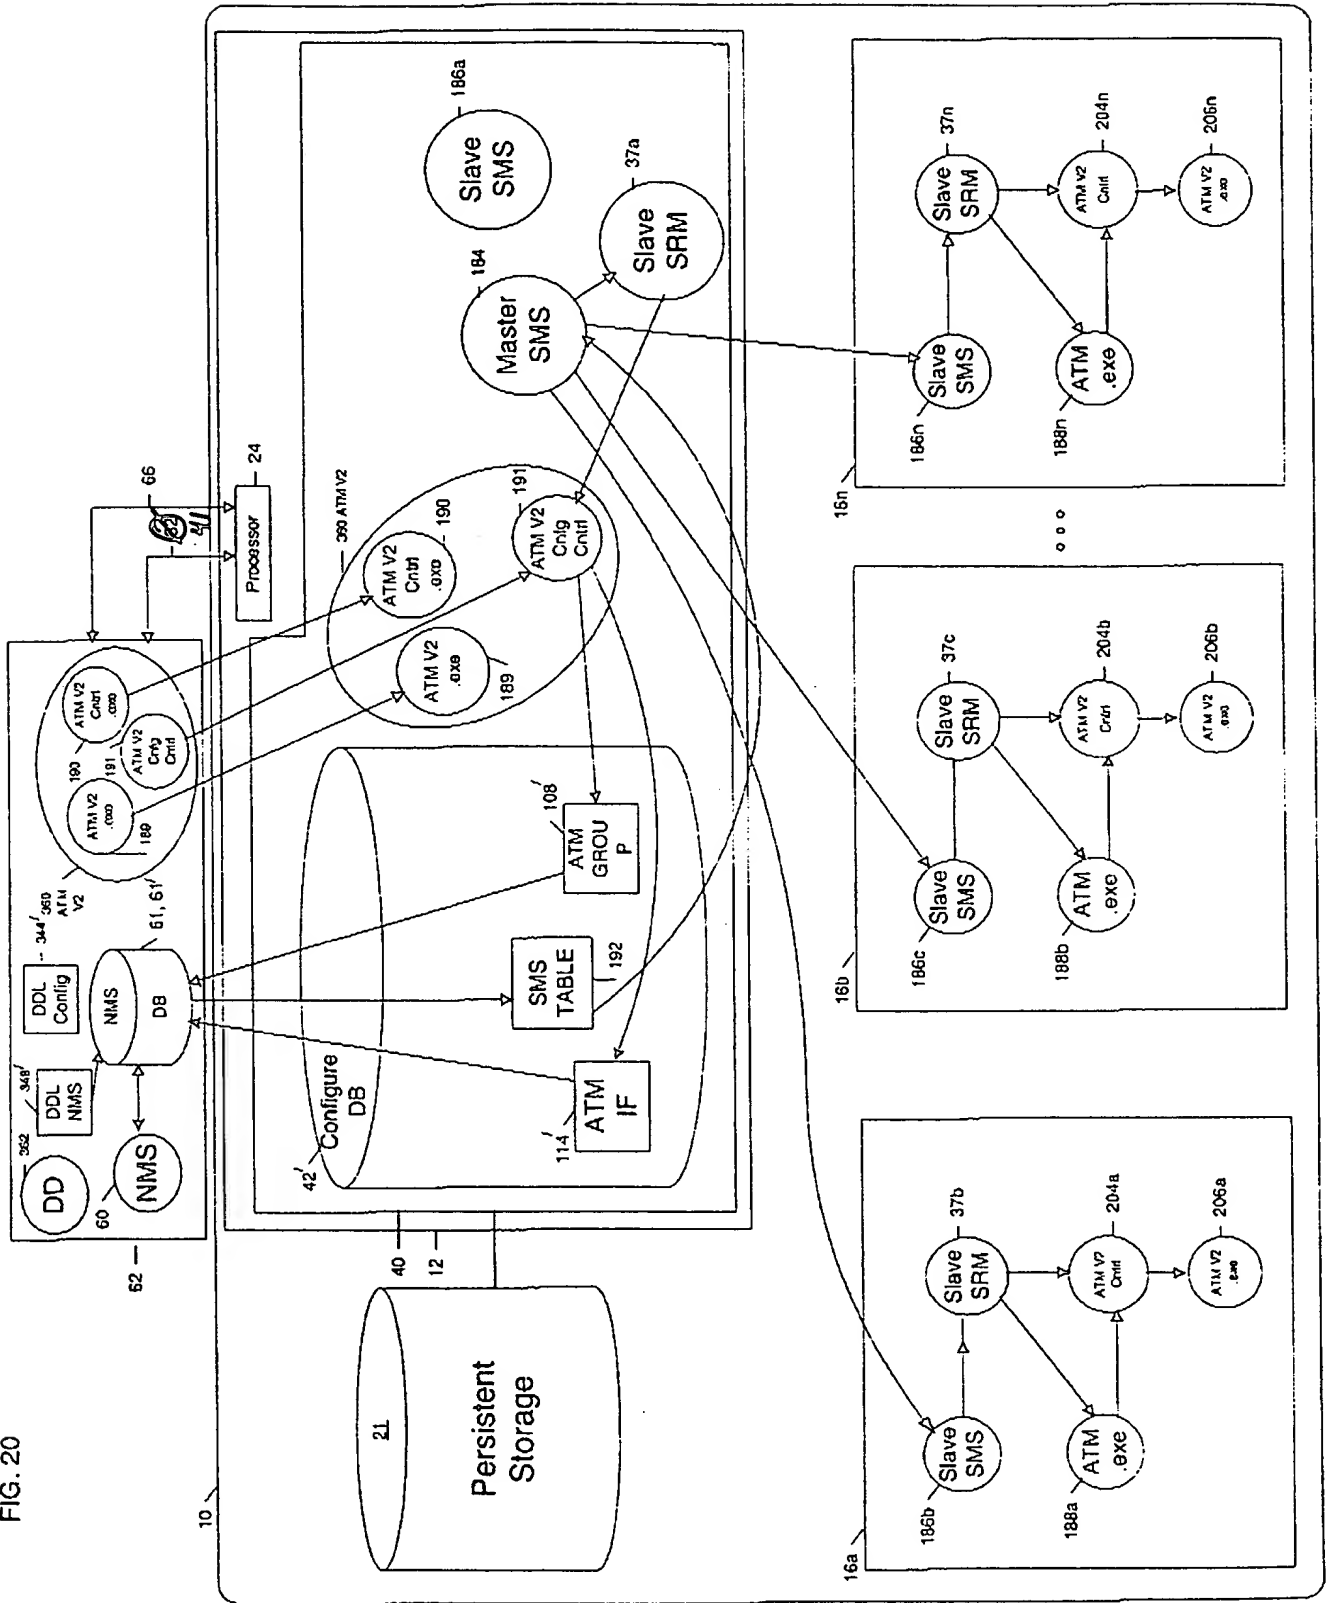 FIG. 20
62
DD
362
NMS
60
DDL
NMS
348'
DDL
Config
344'
NMS
DB
61, 61'
360'
ATM
V2
ATM V2
.exe
189
190
191
ATM V2
Cnfg
Cntrl
ATM V2
Cntrl
.exe
66
10
Processor
24
12
40
21
Persistent
Storage
42'
Configure
DB
114'
ATM
IF
SMS
TABLE
192
ATM
GROU
P
108'
360 ATM V2
ATM V2
.exe
189
ATM V2
Cntrl
.exe
190
ATM V2
Cnfg
Cntrl
191
Master
SMS
184
Slave
SMS
186a
Slave
SRM
37a
16a
Slave
SMS
186b
Slave
SRM
37b
ATM
.exe
188a
ATM V2
Cntrl
204a
ATM V2
.exe
206a
16b
Slave
SMS
186c
Slave
SRM
37c
ATM
.exe
188b
ATM V2
Cntrl
204b
ATM V2
.exe
206b
16n
Slave
SMS
186n
Slave
SRM
37n
ATM
.exe
188n
ATM V2
Cntrl
204n
ATM V2
.exe
206n